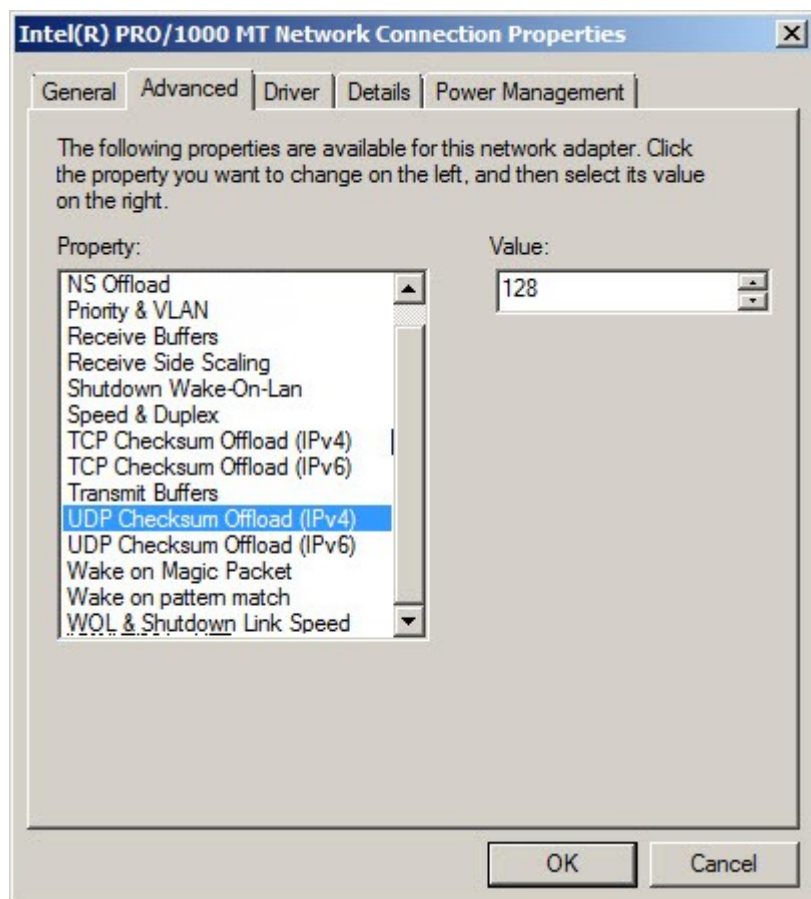 Intel(R) PRO/1000 MT Network Connection Properties
General
Advanced
Driver
Details
Power Management
The following properties are available for this network adapter. Click
the property you want to change on the left, and then select its value
on the right.
Property:
Value:
NS Offload
Priority & VLAN
Receive Buffers
Receive Side Scaling
Shutdown Wake-On-Lan
Speed & Duplex
TCP Checksum Offload (IPv4)
TCP Checksum Offload (IPv6)
Transmit Buffers
UDP Checksum Offload (IPv4)
UDP Checksum Offload (IPv6)
Wake on Magic Packet
Wake on pattern match
WOL & Shutdown Link Speed
128
OK
Cancel